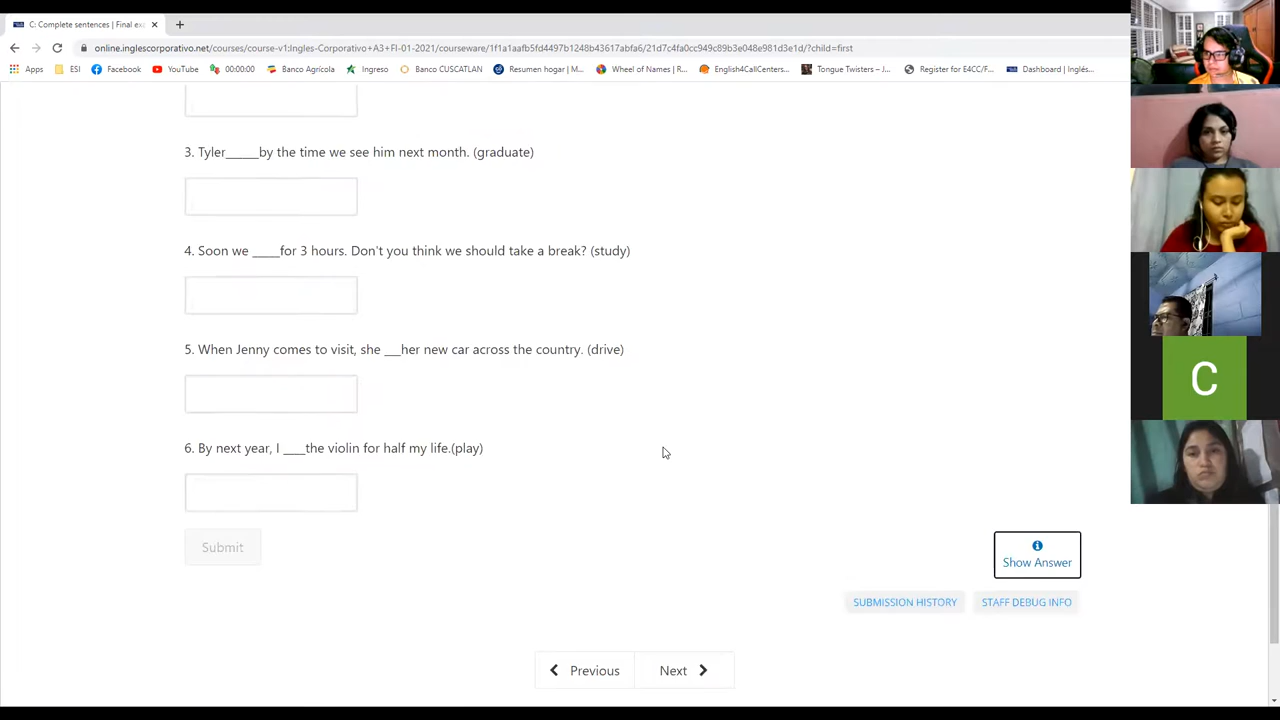 C: Complete sentences | Final exa
online.inglescorporativo.net/courses/course-v1:Ingles-Corporativo+A3+FI-01-2021/courseware/1f1a1aafb5fd4497b1248b43617abfa6/21d7c4fa0cc949c89b3e048e981d3e1d/?child=first
Apps ESI Facebook YouTube 00:00:00 Banco Agrícola Ingreso Banco CUSCATLAN Resumen hogar | M... Wheel of Names | R... English4CallCenters... Tongue Twisters – J... Register for E4CC/F... Dashboard | Inglés...
3. Tyler_____by the time we see him next month. (graduate)
4. Soon we ____for 3 hours. Don't you think we should take a break? (study)
5. When Jenny comes to visit, she ___her new car across the country. (drive)
6. By next year, I ____the violin for half my life.(play)
Submit
Show Answer
SUBMISSION HISTORY STAFF DEBUG INFO
Previous Next
C